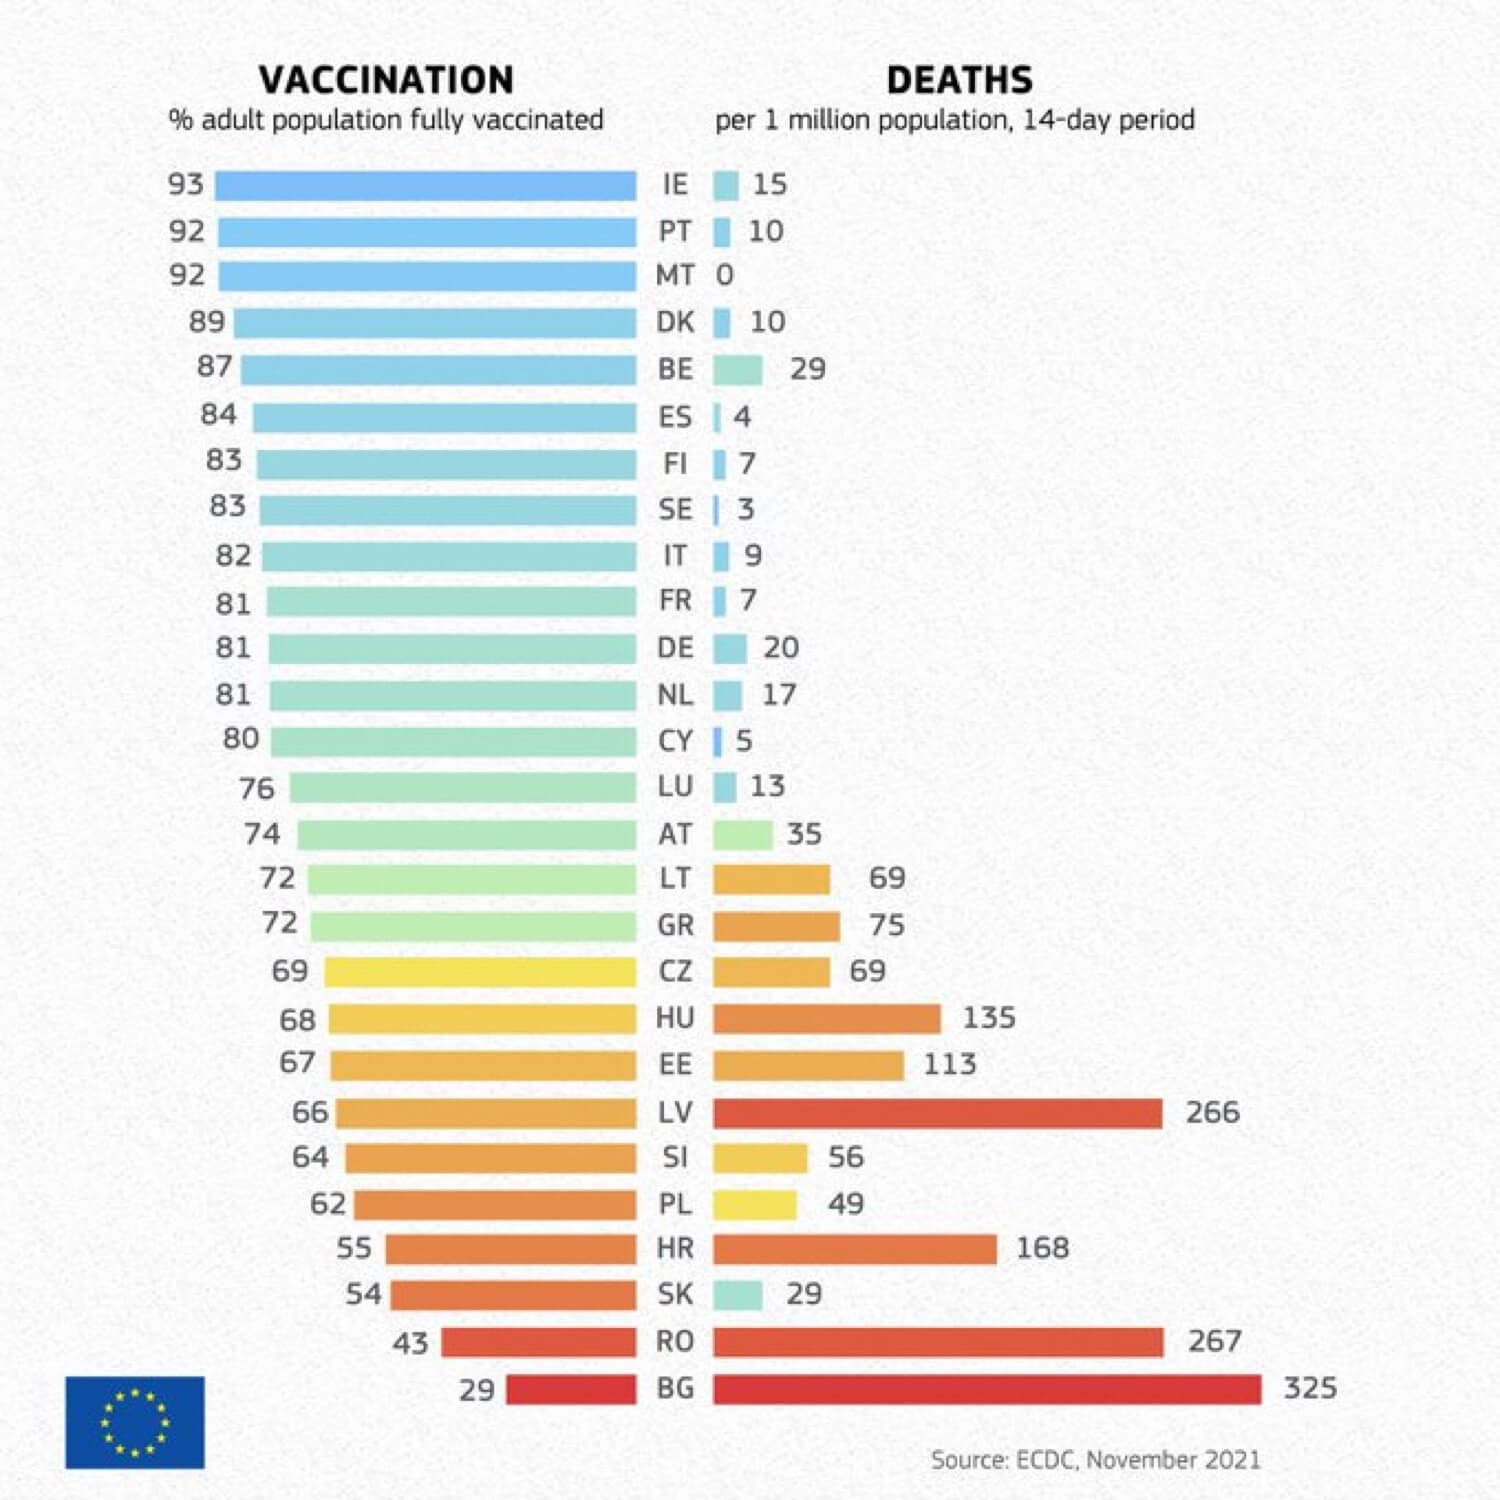 VACCINATION
% adult population fully vaccinated
DEATHS
per 1 million population, 14-day period
93 IE 15
92 PT 10
92 MT 0
89 DK 10
87 BE 29
84 ES 4
83 FI 7
83 SE 3
82 IT 9
81 FR 7
81 DE 20
81 NL 17
80 CY 5
76 LU 13
74 AT 35
72 LT 69
72 GR 75
69 CZ 69
68 HU 135
67 EE 113
66 LV 266
64 SI 56
62 PL 49
55 HR 168
54 SK 29
43 RO 267
29 BG 325
Source: ECDC, November 2021